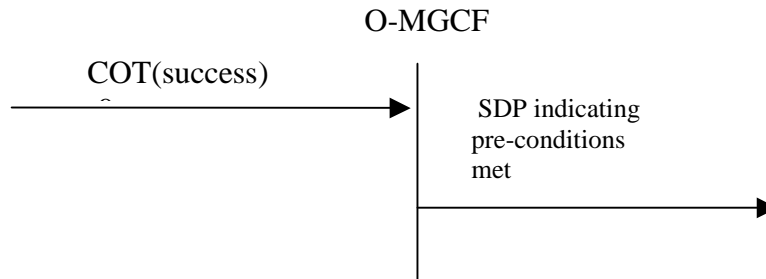 O-MGCF
COT(success)
SDP indicating
pre-conditions
met